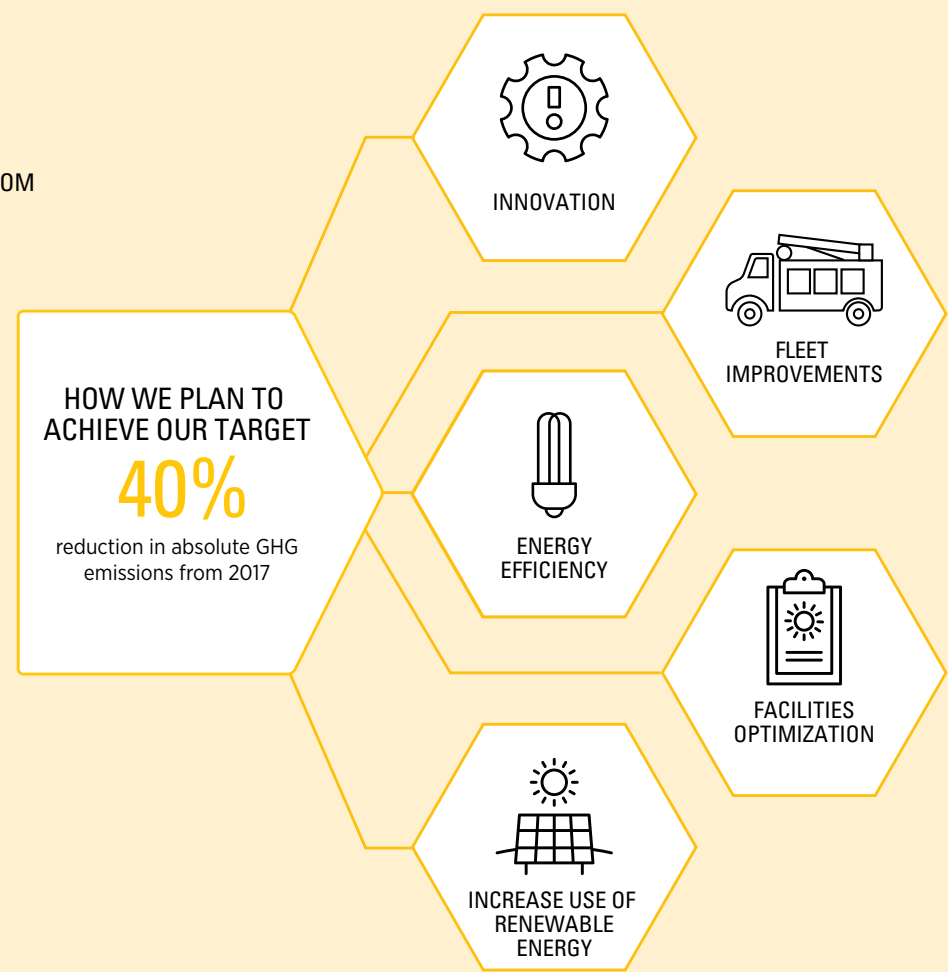 OM
INNOVATION
FLEET
IMPROVEMENTS
HOW WE PLAN TO
ACHIEVE OUR TARGET
40%
reduction in absolute GHG
emissions from 2017
ENERGY
EFFICIENCY
FACILITIES
OPTIMIZATION
INCREASE USE OF
RENEWABLE
ENERGY